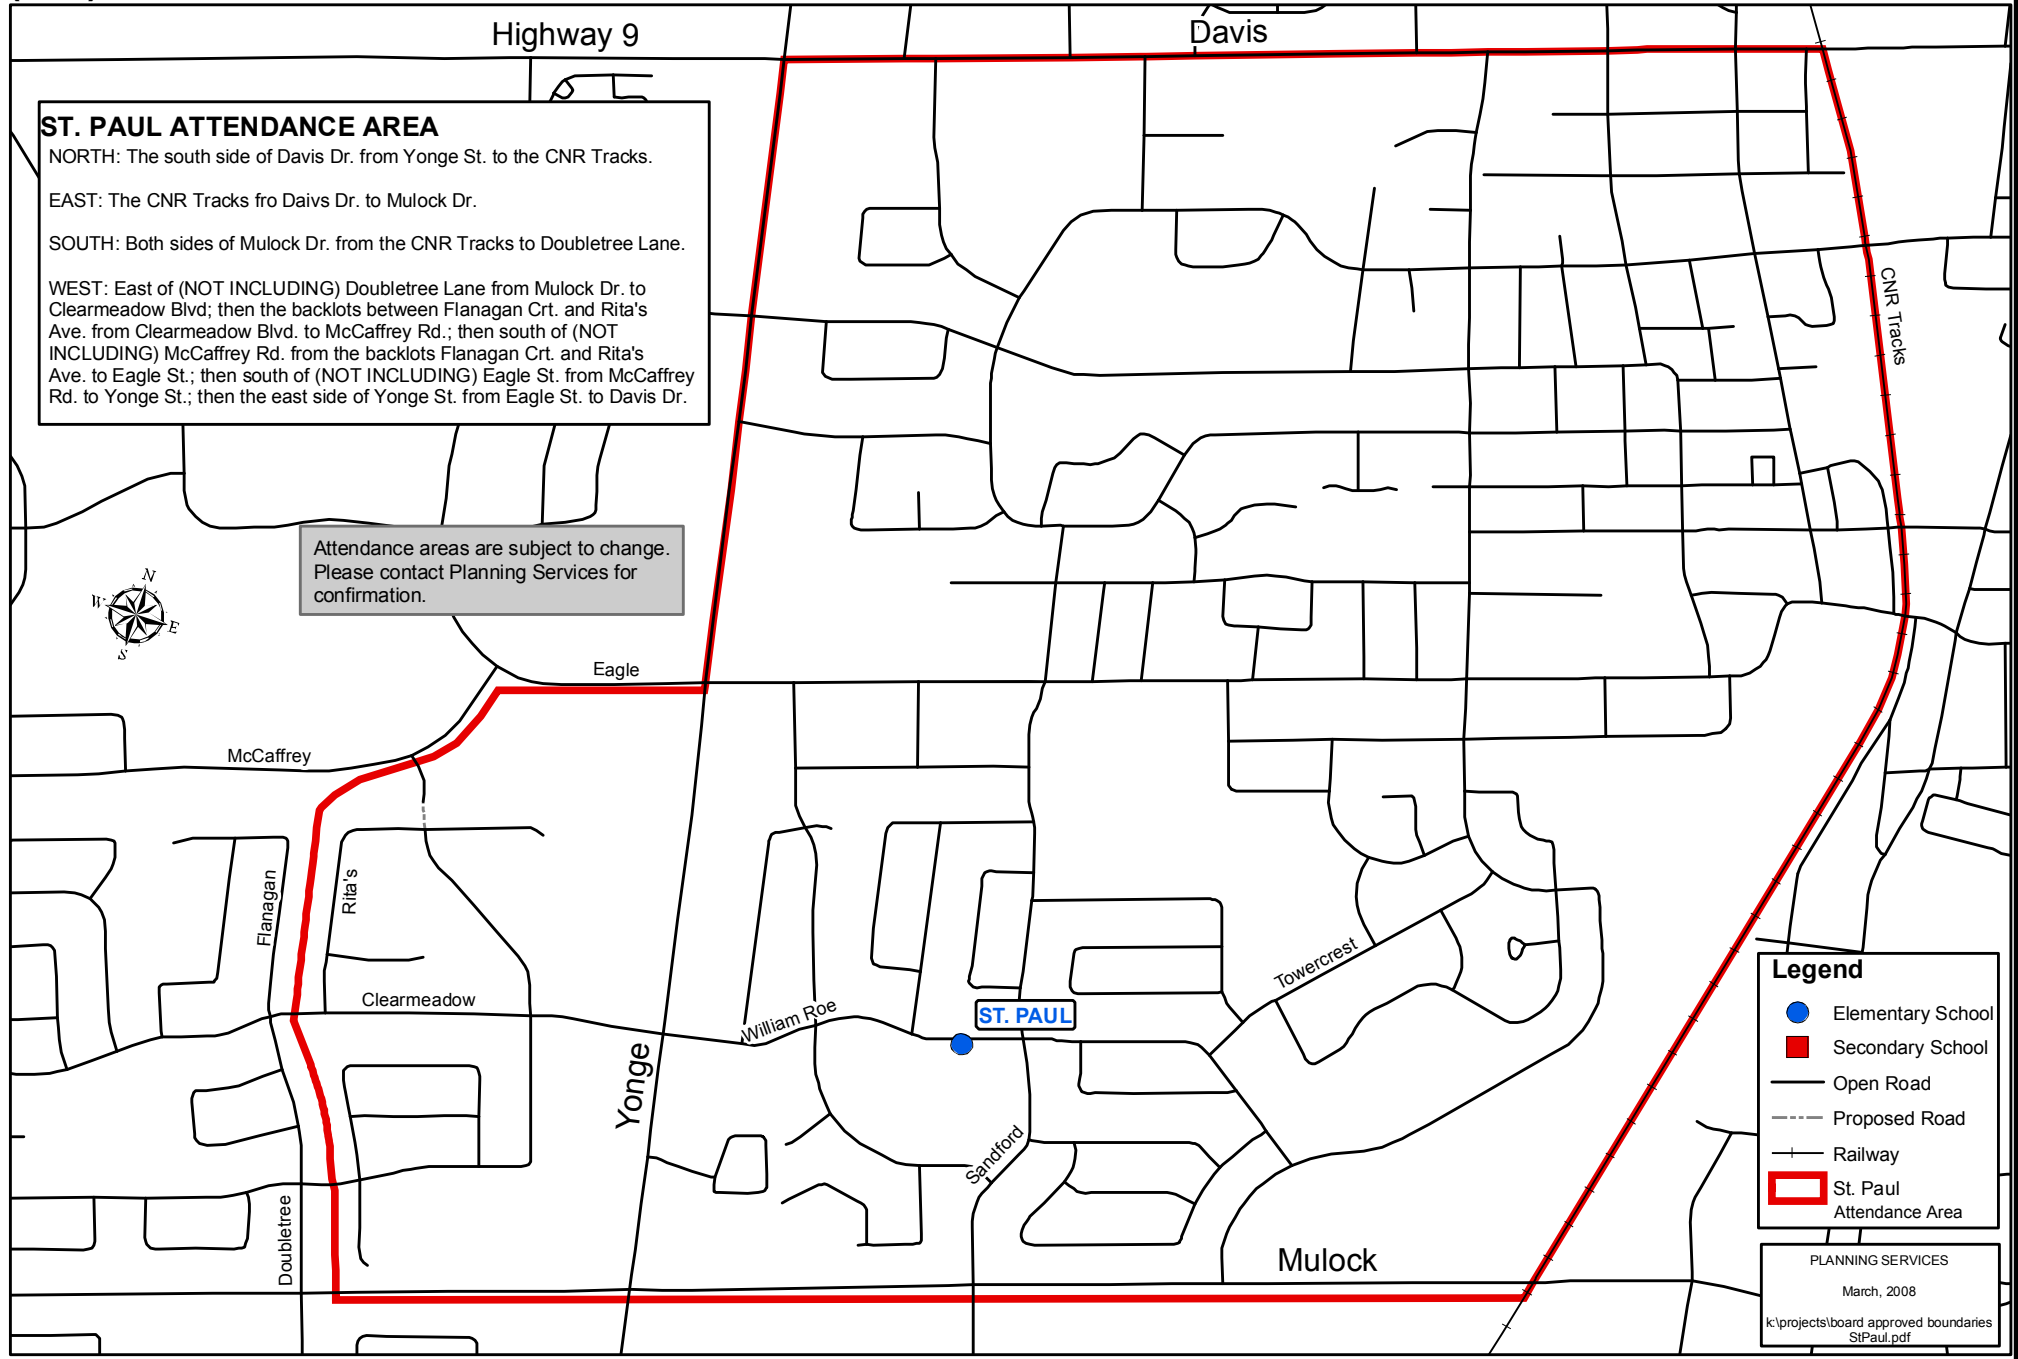 Highway 9
Davis
ST. PAUL ATTENDANCE AREA
NORTH: The south side of Davis Dr. from Yonge St. to the CNR Tracks.
EAST: The CNR Tracks fro Daivs Dr. to Mulock Dr.
SOUTH: Both sides of Mulock Dr. from the CNR Tracks to Doubletree Lane.
WEST: East of (NOT INCLUDING) Doubletree Lane from Mulock Dr. to
Clearmeadow Blvd; then the backlots between Flanagan Crt. and Rita's
Ave. from Clearmeadow Blvd. to McCaffrey Rd.; then south of (NOT
INCLUDING) McCaffrey Rd. from the backlots Flanagan Crt. and Rita's
Ave. to Eagle St.; then south of (NOT INCLUDING) Eagle St. from McCaffrey
Rd. to Yonge St.; then the east side of Yonge St. from Eagle St. to Davis Dr.
CNR Tracks
Attendance areas are subject to change.
Please contact Planning Services for
confirmation.
N
W
E
S
Eagle
McCaffrey
Flanagan
Rita's
Clearmeadow
William Roe
ST. PAUL
Towercrest
Yonge
Sandford
Doubletree
Mulock
Legend
Elementary School
Secondary School
Open Road
Proposed Road
Railway
St. Paul
Attendance Area
PLANNING SERVICES
March, 2008
k:\projects\board approved boundaries
StPaul.pdf